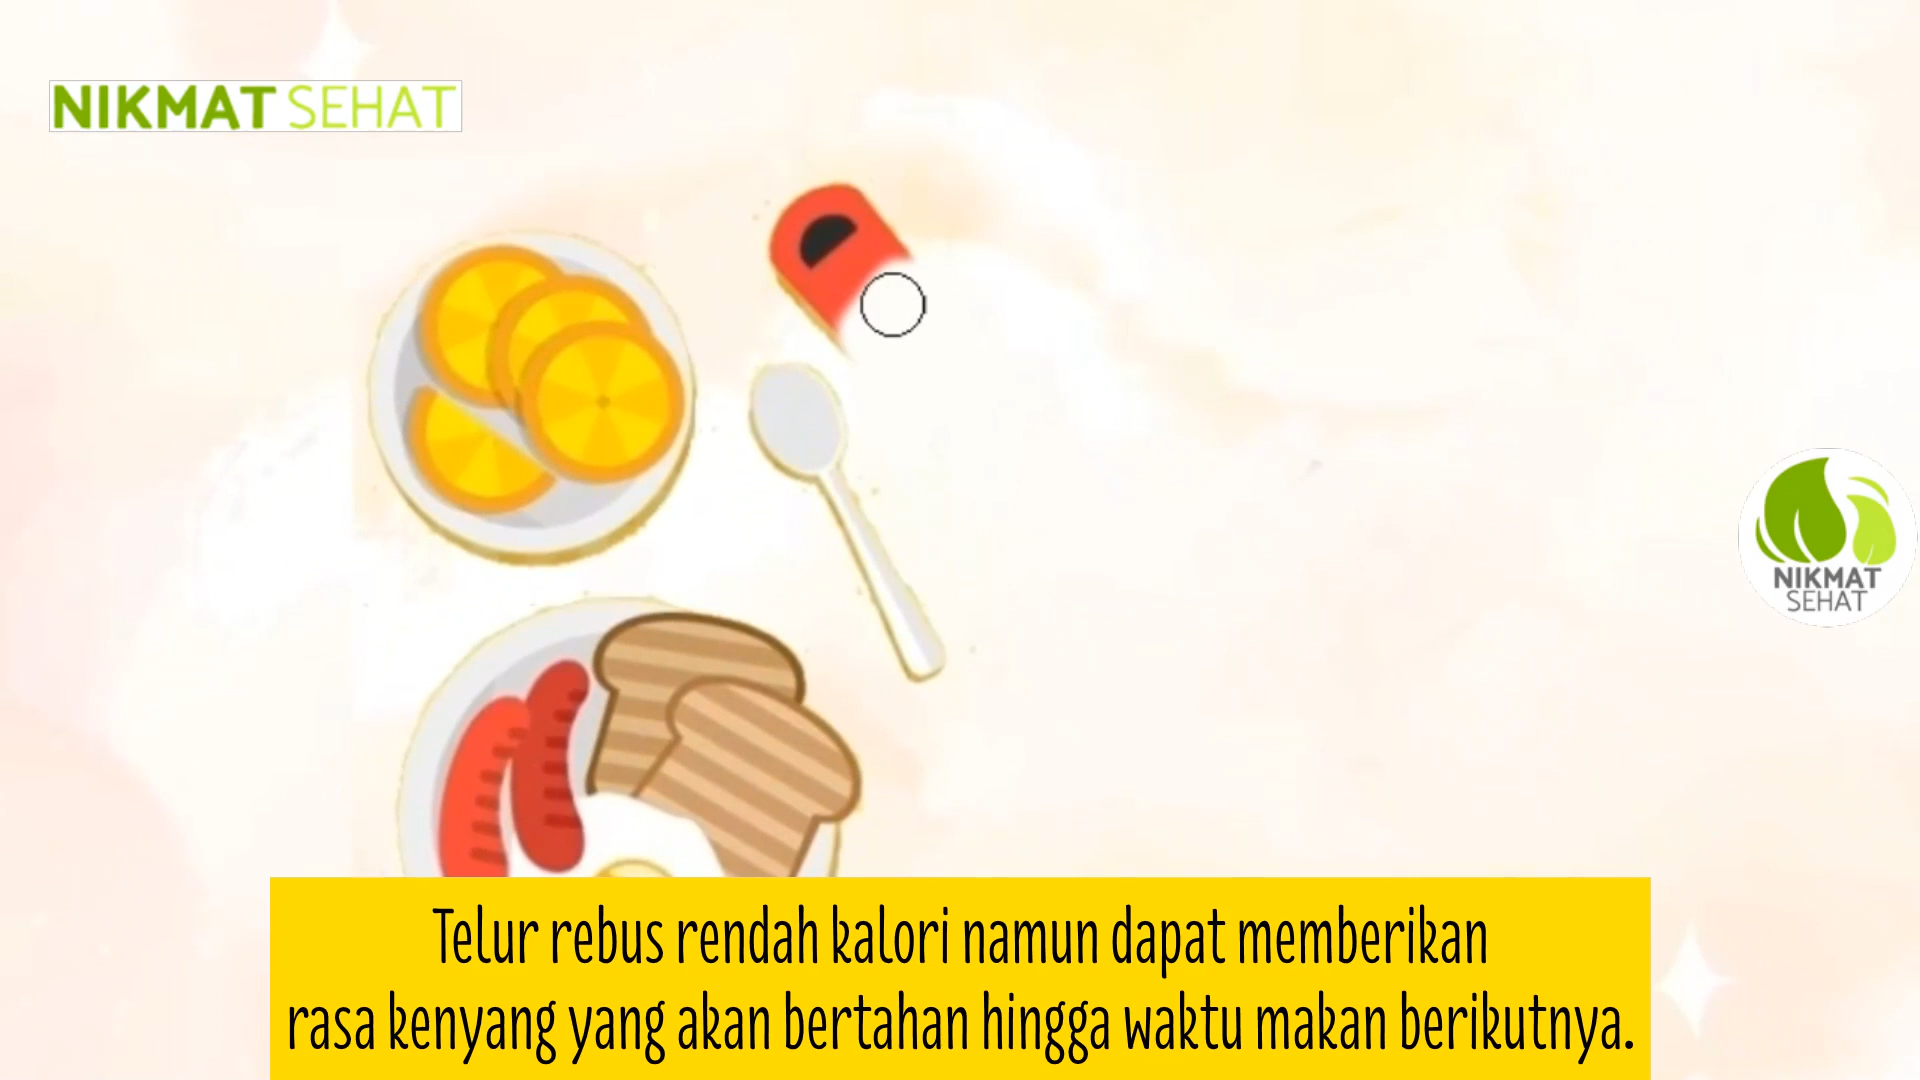 NIKMAT SEHAT
NIKMAT
SEHAT
Telur rebus rendah kalori namun dapat memberikan
rasa kenyang yang akan bertahan hingga waktu makan berikutnya.